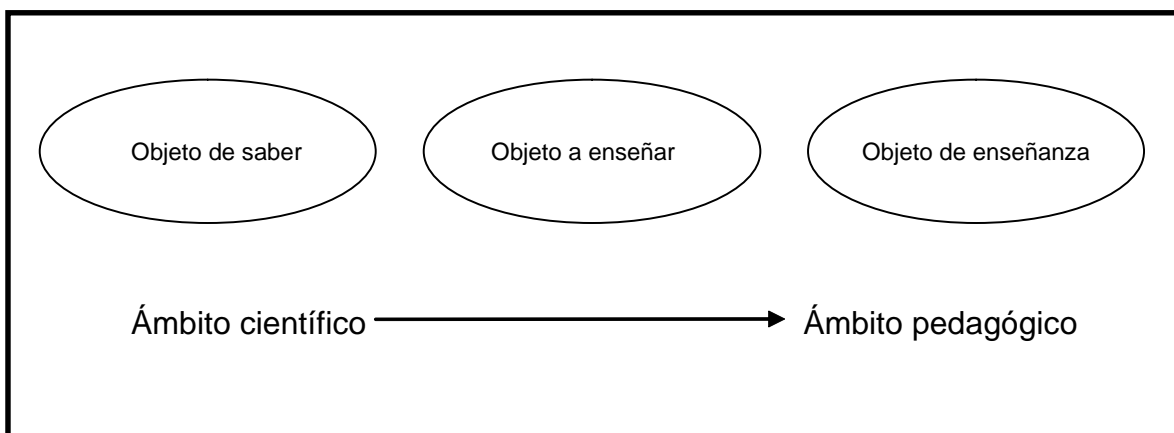 Objeto de saber
Objeto a enseñar
Objeto de enseñanza
Ámbito científico
Ámbito pedagógico